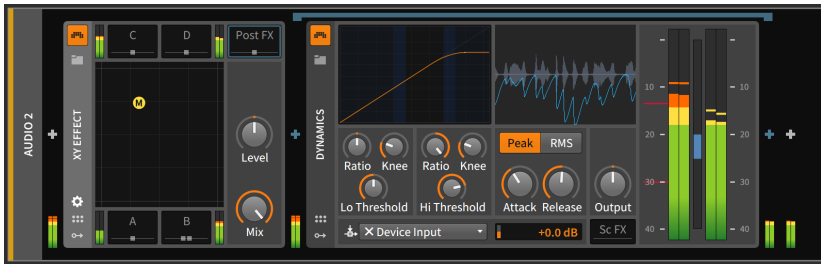 AUDIO 2
XY EFFECT
C
D
Post FX
M
Level
A
B
Mix
DYNAMICS
Ratio Knee
Ratio Knee
Lo Threshold
Hi Threshold
Peak RMS
Attack Release
Output
× Device Input
+0.0 dB
Sc FX
10 10
20 20
30 30
40 40